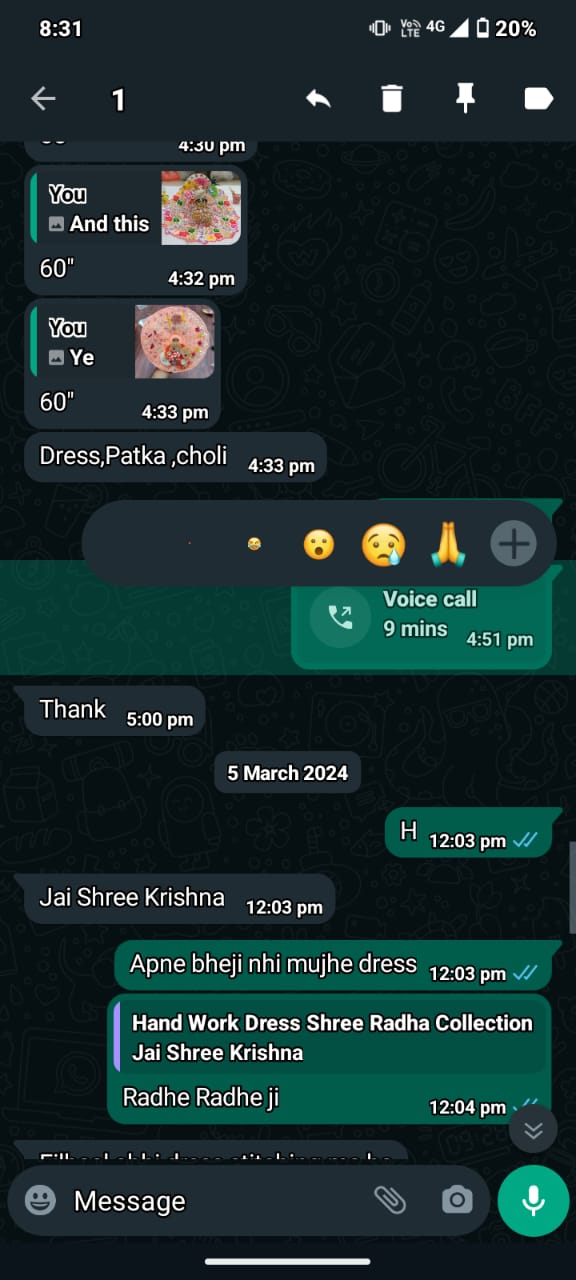 8:31
Vo))
LTE
4G
20%
1
4:30 pm
You
And this
60"
4:32 pm
You
Ye
60"
4:33 pm
Dress,Patka ,choli
4:33 pm
Voice call
9 mins
4:51 pm
Thank
5:00 pm
5 March 2024
H
12:03 pm
Jai Shree Krishna
12:03 pm
Apne bheji nhi mujhe dress
12:03 pm
Hand Work Dress Shree Radha Collection
Jai Shree Krishna
Radhe Radhe ji
12:04 pm
Message